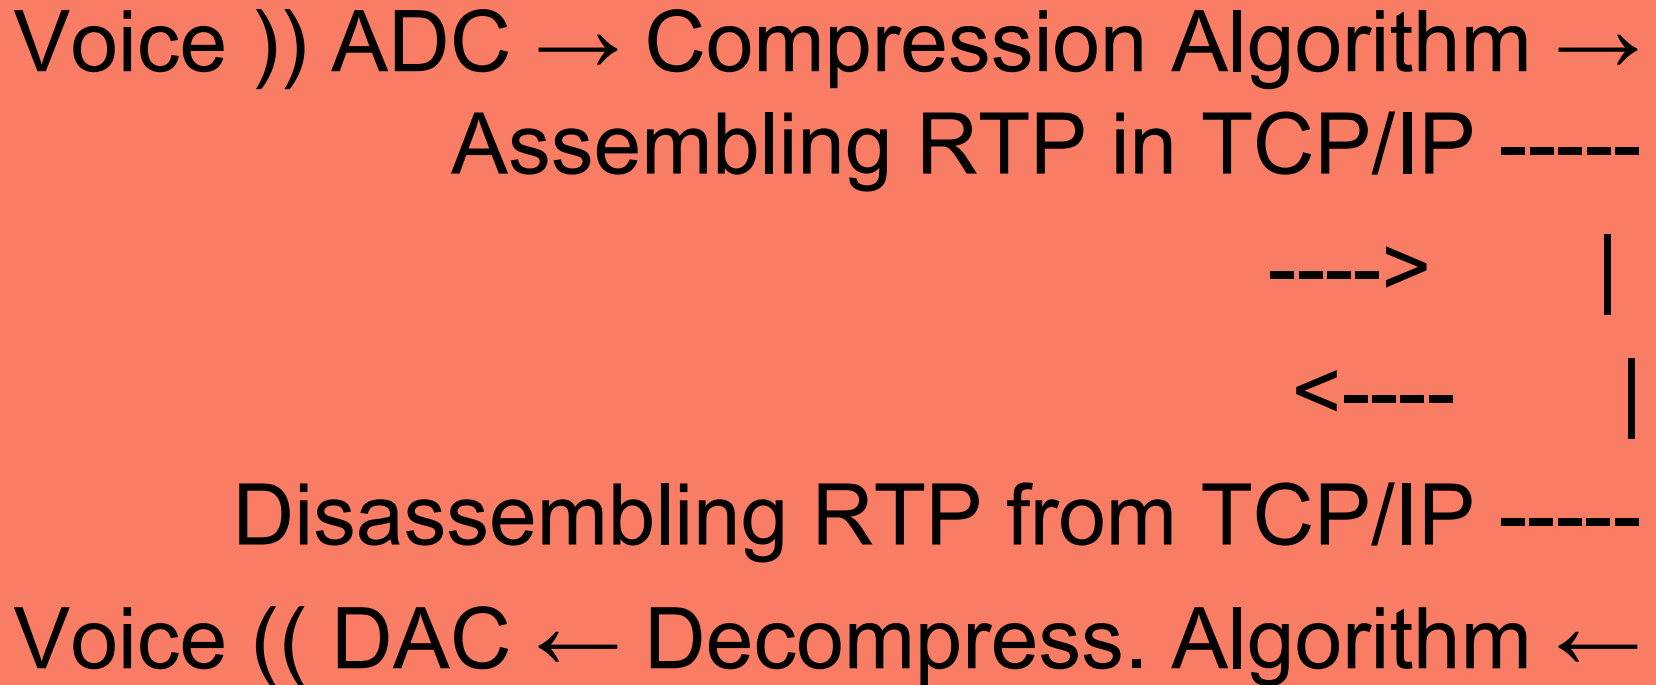 Voice )) ADC → Compression Algorithm →
Assembling RTP in TCP/IP -----
----> |
<---- |
Disassembling RTP from TCP/IP -----
Voice (( DAC ← Decompress. Algorithm ←